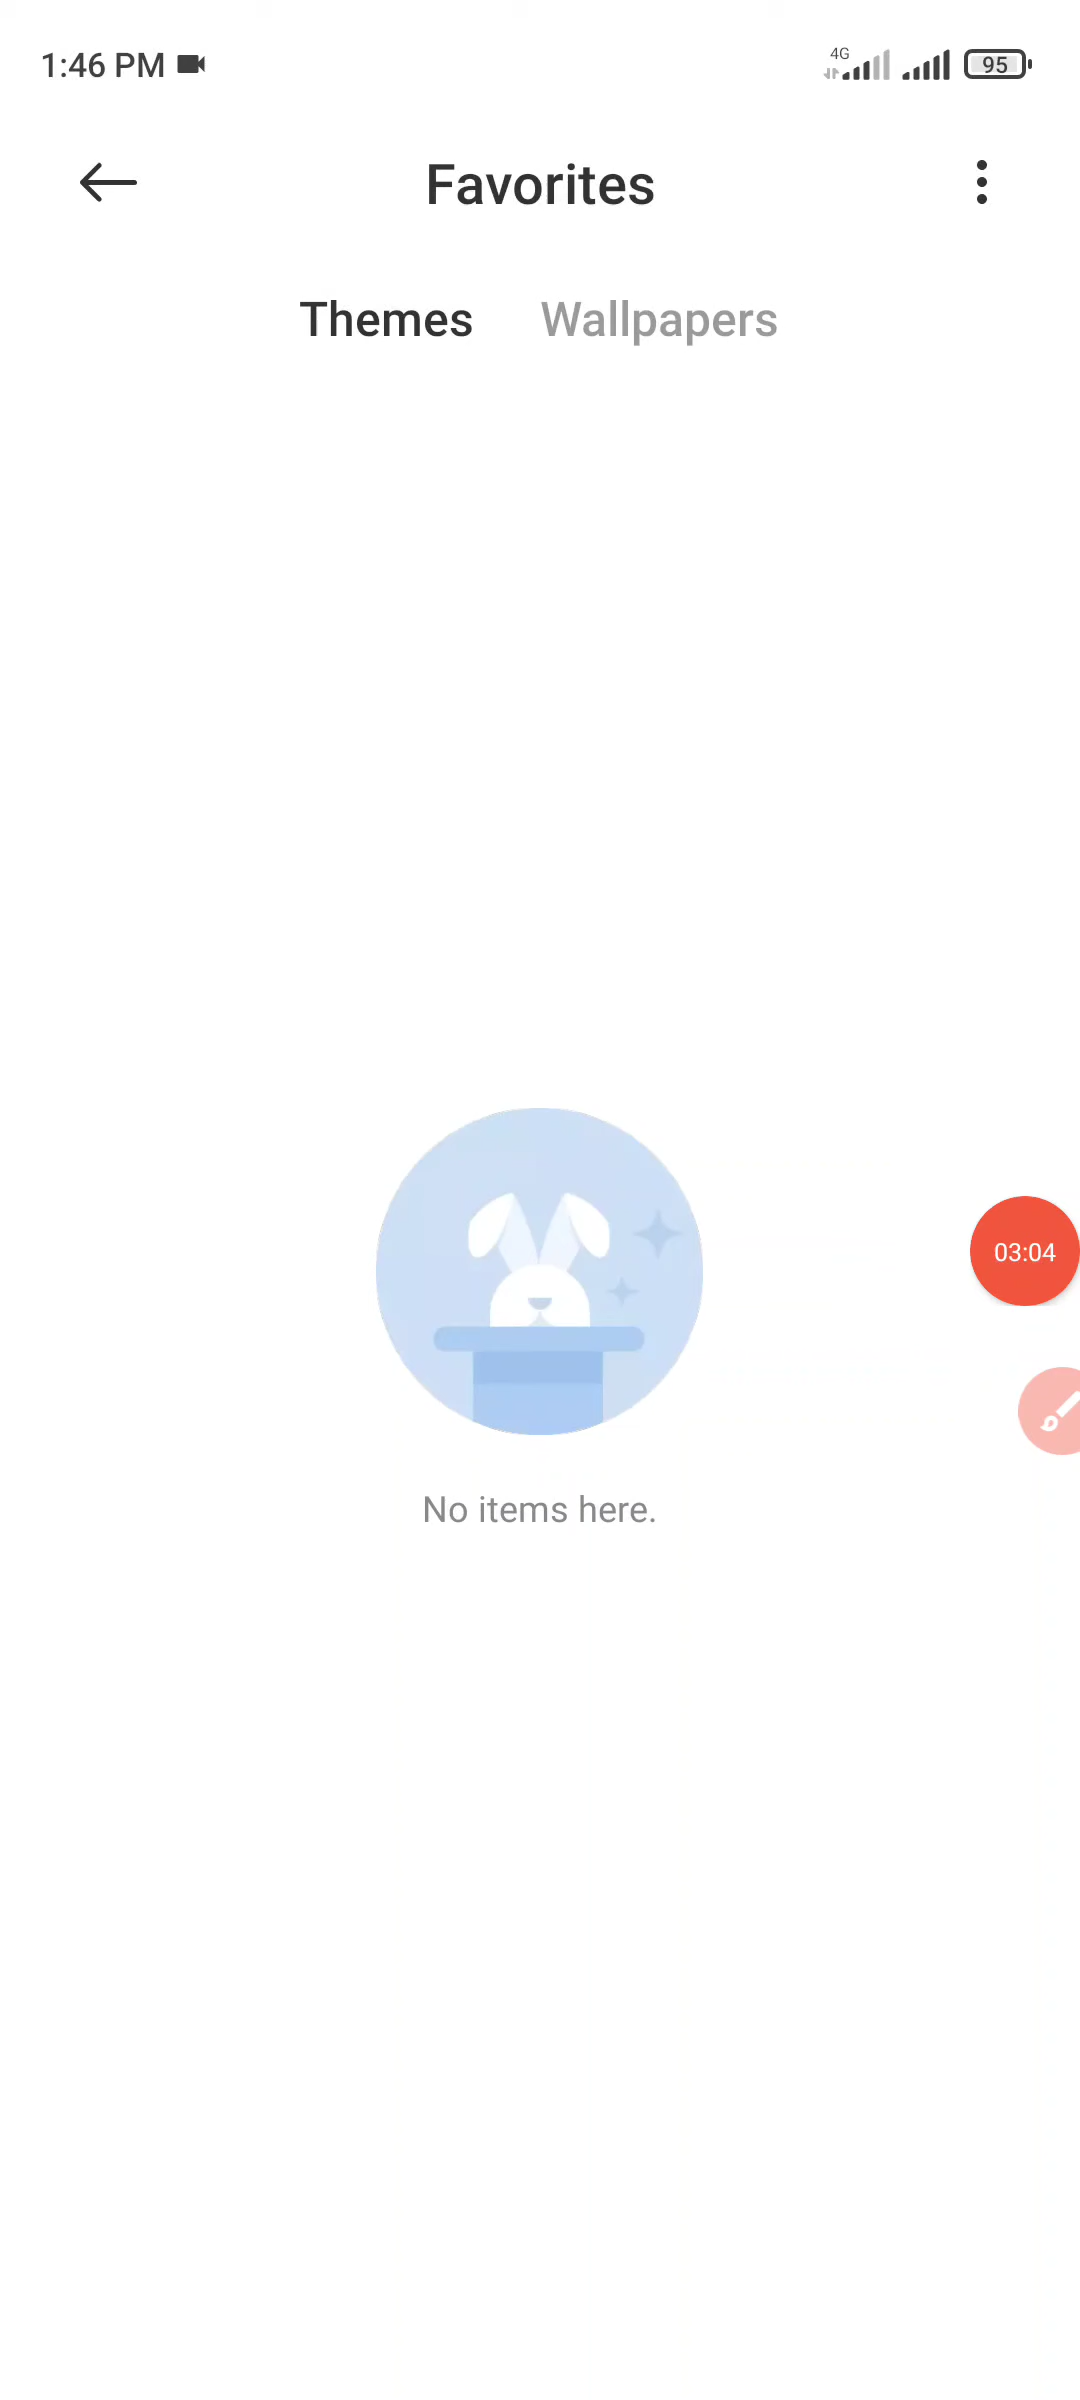 1:46 PM
4G
95
Favorites
Themes Wallpapers
03:04
No items here.